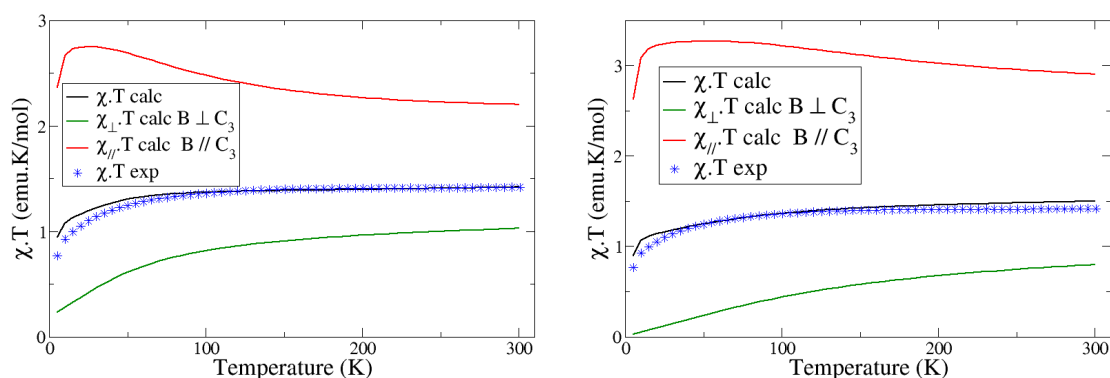 3
2
1
0
χ.T (emu.K/mol)
χ.T calc
χ⊥.T calc B ⊥ C3
χ//.T calc B // C3
χ.T exp
0
100
200
300
Temperature (K)
3
2
1
0
χ.T (emu.K/mol)
χ.T calc
χ⊥.T calc B ⊥ C3
χ//.T calc B // C3
χ.T exp
0
100
200
300
Temperature (K)